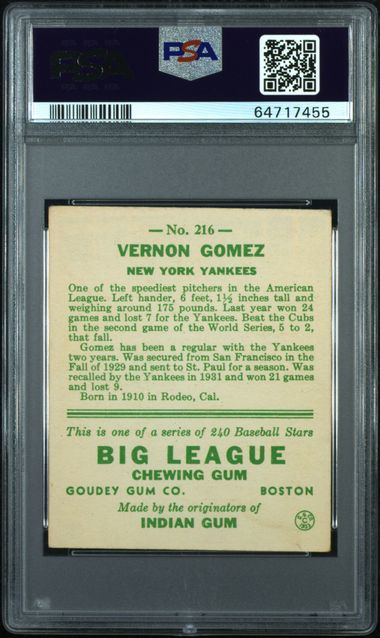 PSA
PSA
64717455
— No. 216 —
VERNON GOMEZ
NEW YORK YANKEES
One of the speediest pitchers in the American
League. Left hander, 6 feet, 1½ inches tall and
weighing around 175 pounds. Last year won 24
games and lost 7 for the Yankees. Beat the Cubs
in the second game of the World Series, 5 to 2,
that fall.
Gomez has been a regular with the Yankees
two years. Was secured from San Francisco in the
Fall of 1929 and sent to St. Paul for a season. Was
recalled by the Yankees in 1931 and won 21 games
and lost 9.
Born in 1910 in Rodeo, Cal.
This is one of a series of 240 Baseball Stars
BIG LEAGUE
CHEWING GUM
GOUDEY GUM CO. BOSTON
Made by the originators of
INDIAN GUM